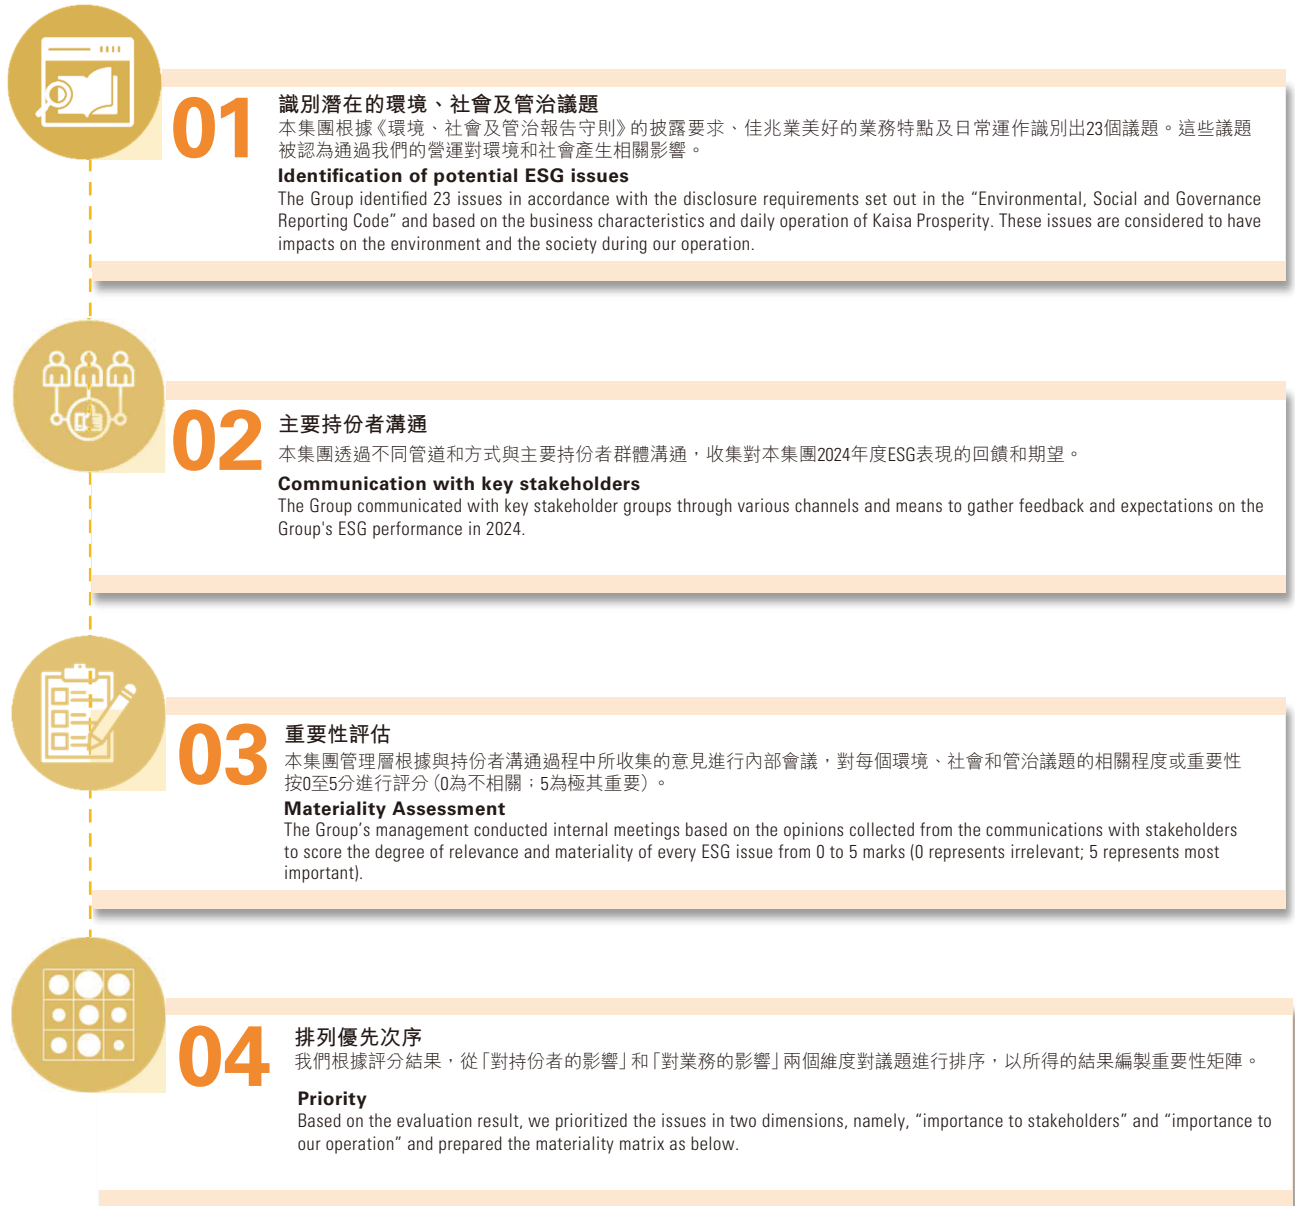 01
識別潛在的環境、社會及管治議題
本集團根據《環境、社會及管治報告守則》的披露要求、佳兆業美好的業務特點及日常運作識別出23個議題。這些議題
被認為通過我們的營運對環境和社會產生相關影響。
Identification of potential ESG issues
The Group identified 23 issues in accordance with the disclosure requirements set out in the “Environmental, Social and Governance
Reporting Code” and based on the business characteristics and daily operation of Kaisa Prosperity. These issues are considered to have
impacts on the environment and the society during our operation.
02
主要持份者溝通
本集團透過不同管道和方式與主要持份者群體溝通，收集對本集團2024年度ESG表現的回饋和期望。
Communication with key stakeholders
The Group communicated with key stakeholder groups through various channels and means to gather feedback and expectations on the
Group's ESG performance in 2024.
03
重要性評估
本集團管理層根據與持份者溝通過程中所收集的意見進行內部會議，對每個環境、社會和管治議題的相關程度或重要性
按0至5分進行評分（0為不相關；5為極其重要）。
Materiality Assessment
The Group’s management conducted internal meetings based on the opinions collected from the communications with stakeholders
to score the degree of relevance and materiality of every ESG issue from 0 to 5 marks (0 represents irrelevant; 5 represents most
important).
04
排列優先次序
我們根據評分結果，從「對持份者的影響」和「對業務的影響」兩個維度對議題進行排序，以所得的結果編製重要性矩陣。
Priority
Based on the evaluation result, we prioritized the issues in two dimensions, namely, “importance to stakeholders” and “importance to
our operation” and prepared the materiality matrix as below.